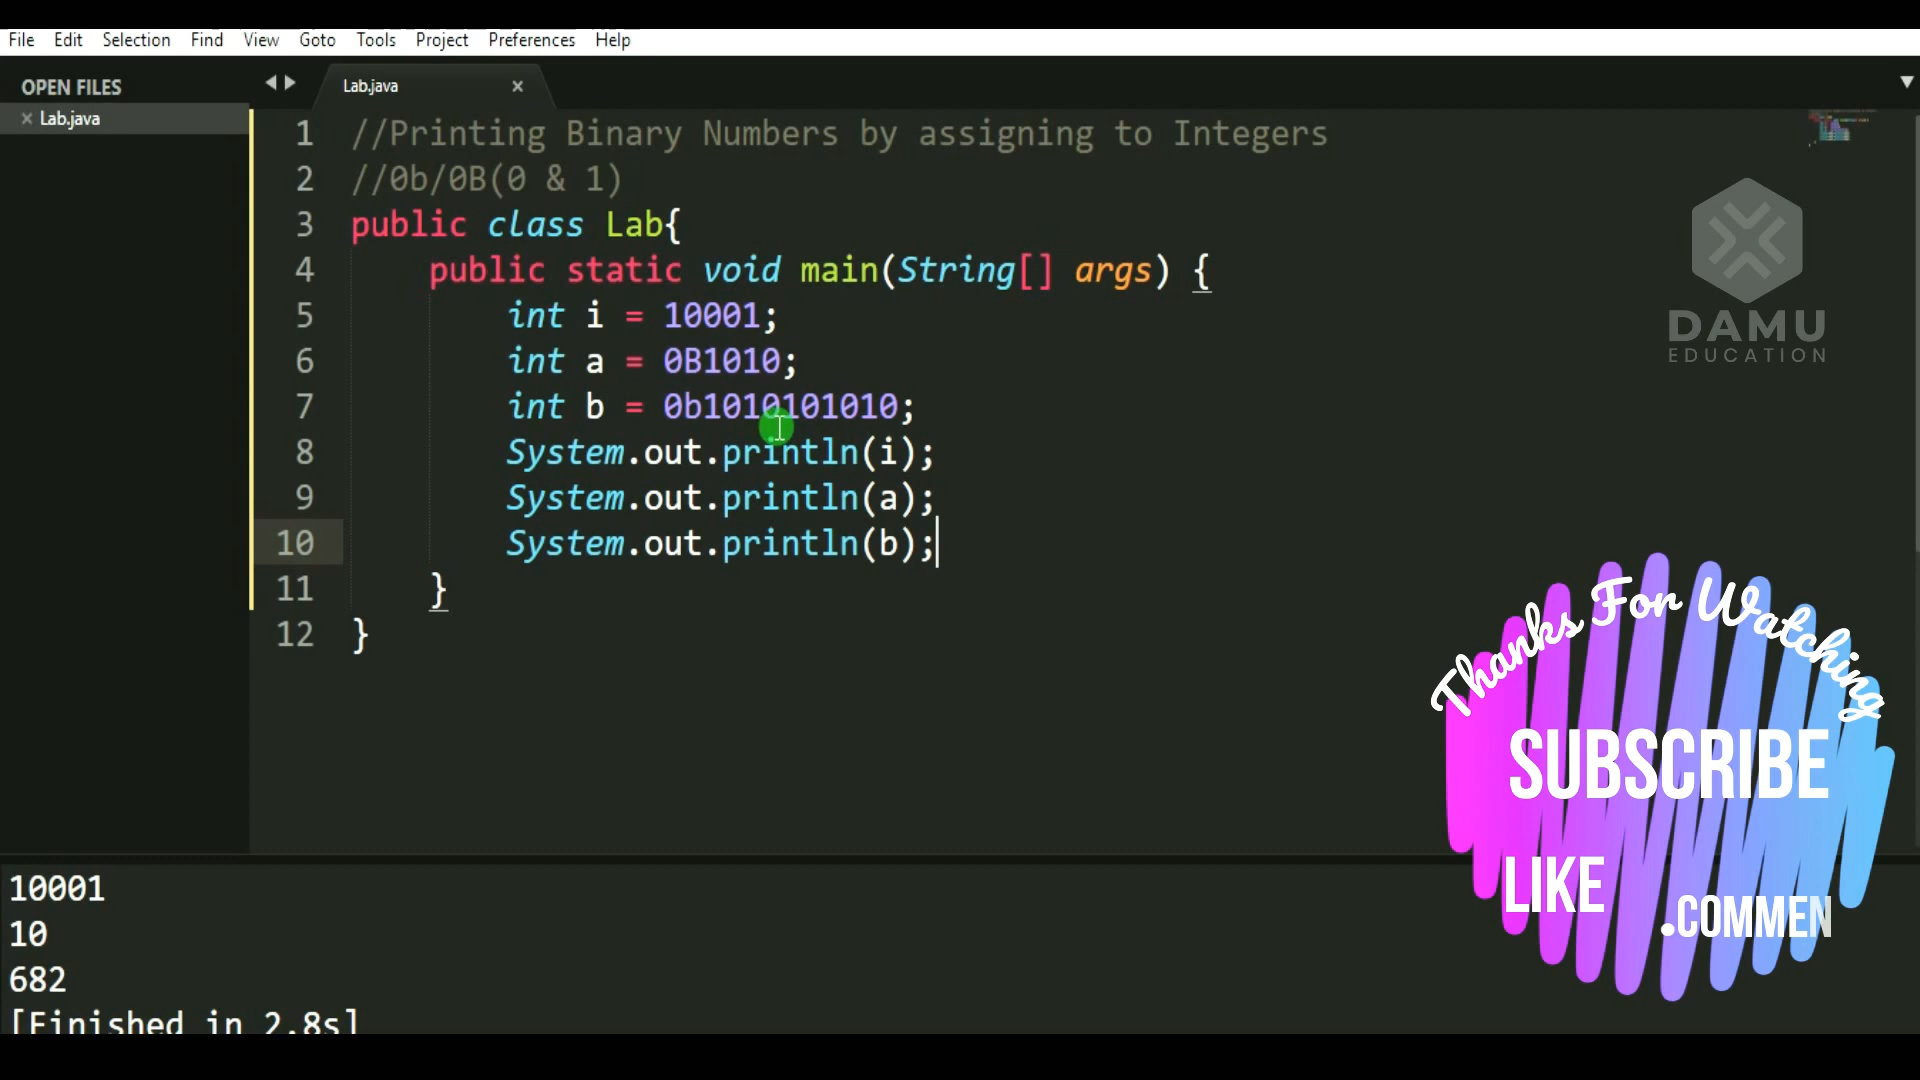 File Edit Selection Find View Goto Tools Project Preferences Help
OPEN FILES
× Lab.java
Lab.java ×
1 //Printing Binary Numbers by assigning to Integers
2 //0b/0B(0 & 1)
3 public class Lab{
4 public static void main(String[] args) {
5 int i = 10001;
6 int a = 0B1010;
7 int b = 0b1010101010;
8 System.out.println(i);
9 System.out.println(a);
10 System.out.println(b);
11 }
12 }
DAMU
EDUCATION
Thanks For Watching
SUBSCRIBE
LIKE
.COMMEN
10001
10
682
[Finished in 2.8s]